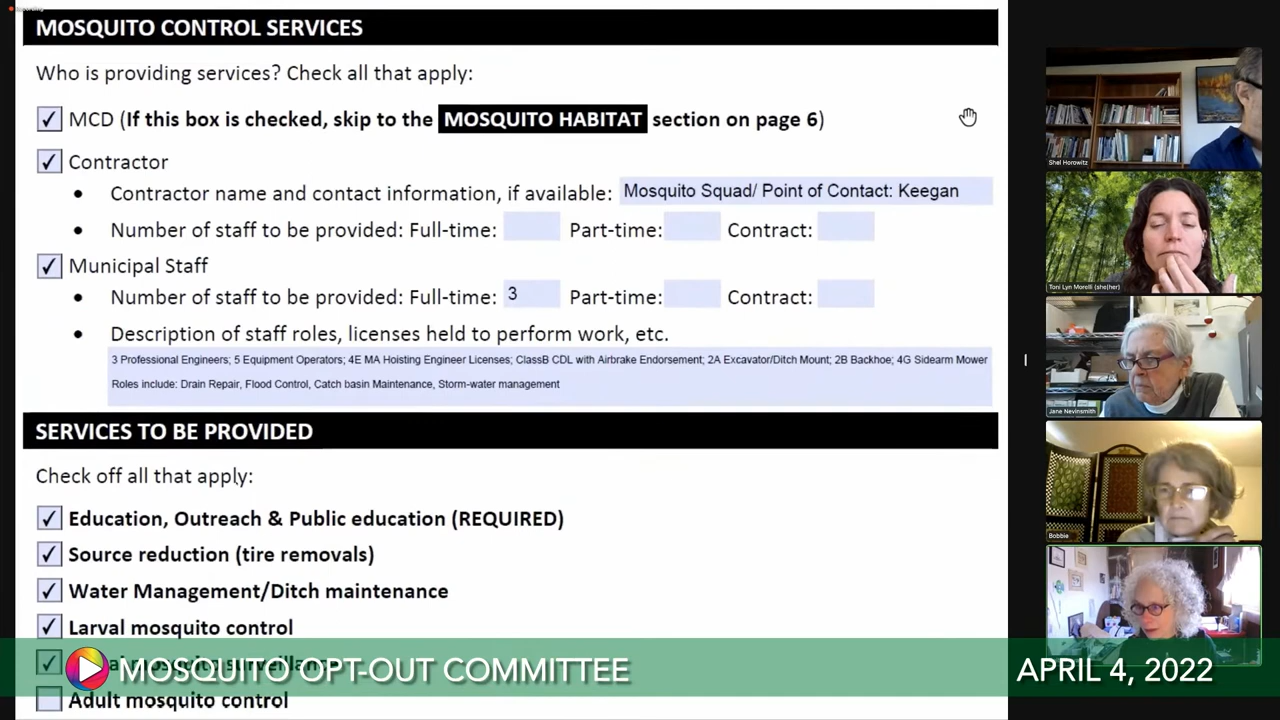 Recording
MOSQUITO CONTROL SERVICES
Who is providing services? Check all that apply:
MCD (If this box is checked, skip to the MOSQUITO HABITAT section on page 6)
Contractor
• Contractor name and contact information, if available: Mosquito Squad/ Point of Contact: Keegan
• Number of staff to be provided: Full-time: Part-time: Contract:
Municipal Staff
• Number of staff to be provided: Full-time: 3 Part-time: Contract:
• Description of staff roles, licenses held to perform work, etc.
3 Professional Engineers; 5 Equipment Operators; 4E MA Hoisting Engineer Licenses; ClassB CDL with Airbrake Endorsement; 2A Excavator/Ditch Mount; 2B Backhoe; 4G Sidearm Mower
Roles include: Drain Repair, Flood Control, Catch basin Maintenance, Storm-water management
SERVICES TO BE PROVIDED
Check off all that apply:
Education, Outreach & Public education (REQUIRED)
Source reduction (tire removals)
Water Management/Ditch maintenance
Larval mosquito control
Adult mosquito control
Shel Horowitz
Toni Lyn Morelli (she|her)
Jane Nevinsmith
Bobbie
MOSQUITO OPT-OUT COMMITTEE
APRIL 4, 2022